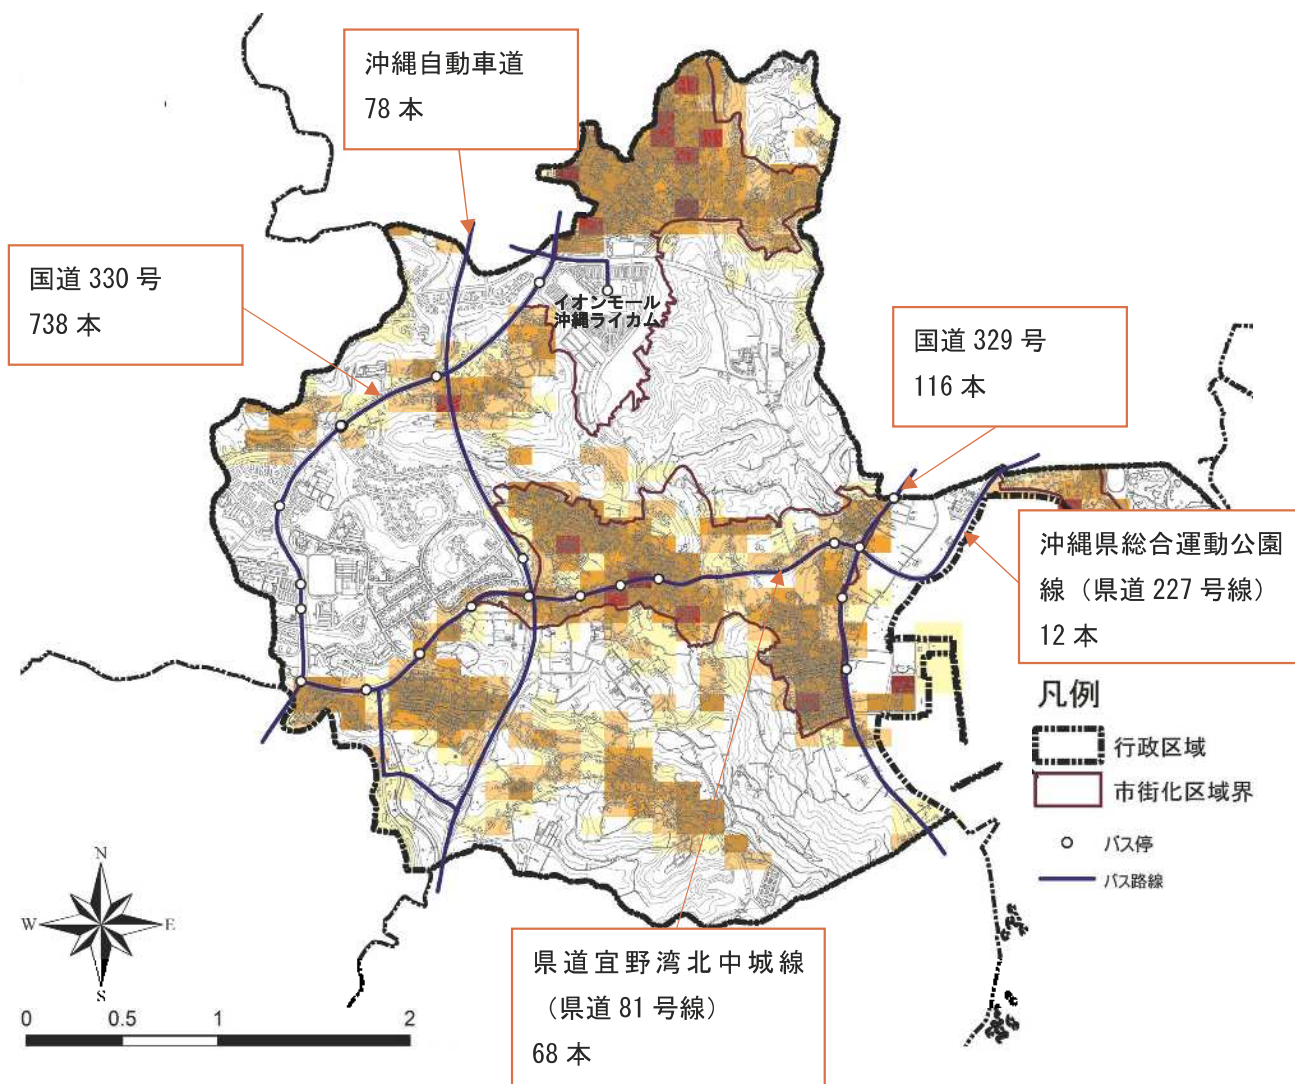 沖縄自動車道
78 本
国道 330 号
738 本
イオンモール
沖縄ライカム
国道 329 号
116 本
沖縄県総合運動公園
線（県道 227 号線）
12 本
凡例
行政区域
市街化区域界
バス停
バス路線
N
W
E
S
0 0.5 1 2
県道宜野湾北中城線
（県道 81 号線）
68 本